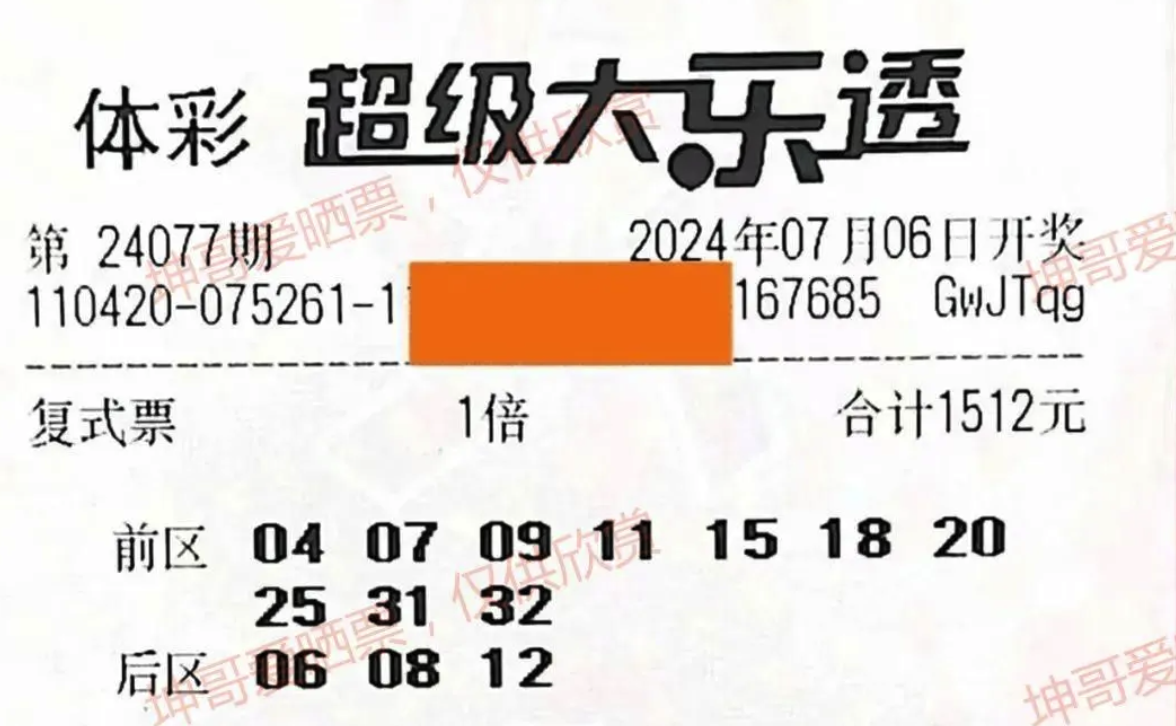 体彩 超级大乐透
第 24077期 2024年07月06日开奖
110420-075261-1 167685 GwJTqg
复式票 1倍 合计1512元
前区 04 07 09 11 15 18 20
25 31 32
后区 06 08 12
坤哥爱晒票，仅供欣赏
坤哥爱
坤哥爱晒票，仅供欣赏
坤哥爱